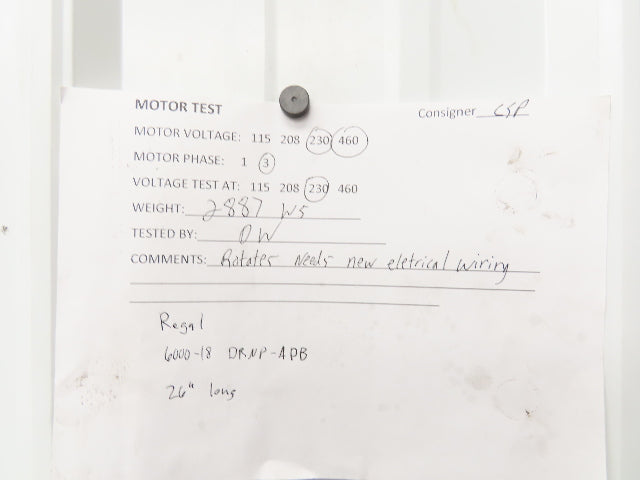 MOTOR TEST Consigner CSP
MOTOR VOLTAGE: 115 208 230 460
MOTOR PHASE: 1 3
VOLTAGE TEST AT: 115 208 230 460
WEIGHT: 2887 WS
TESTED BY: DW
COMMENTS: Rotates Needs new eletrical wiring
Regal
6000-18 DRNP-APB
26" long